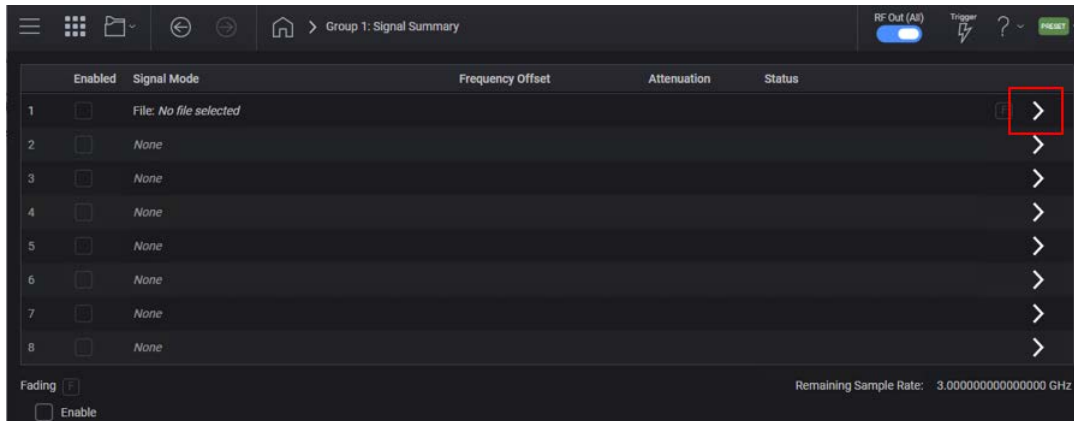 Group 1: Signal Summary
RF Out (All)
Trigger
?
PRESET
Enabled Signal Mode Frequency Offset Attenuation Status
1 File: No file selected F
2 None
3 None
4 None
5 None
6 None
7 None
8 None
Fading F
Remaining Sample Rate: 3.000000000000000 GHz
Enable